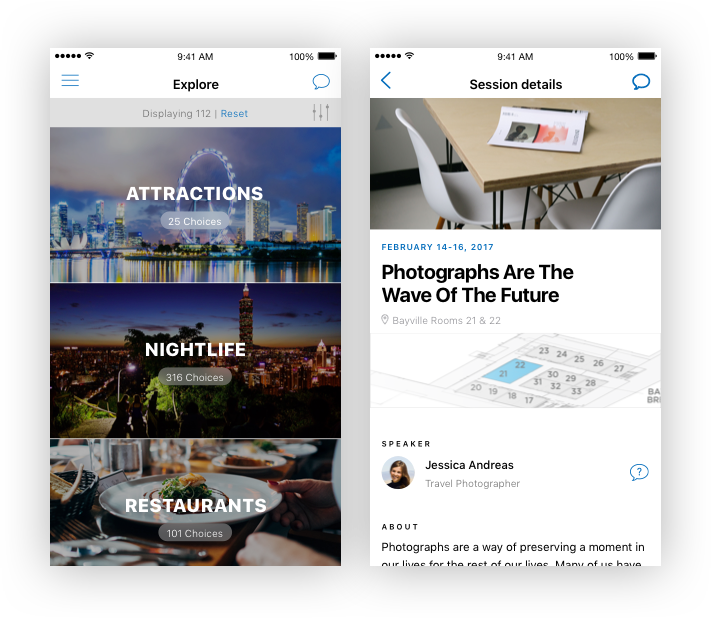 9:41 AM
100%
Explore
Displaying 112 | Reset
ATTRACTIONS
25 Choices
NIGHTLIFE
316 Choices
RESTAURANTS
101 Choices
9:41 AM
100%
Session details
FEBRUARY 14-16, 2017
Photographs Are The
Wave Of The Future
Bayville Rooms 21 & 22
23 24 25 26 27
22
21
30 29 28
31 32 33
20 19 18 17
BA
BRI
SPEAKER
Jessica Andreas
Travel Photographer
?
ABOUT
Photographs are a way of preserving a moment in
our lives for the rest of our lives. Many of us have